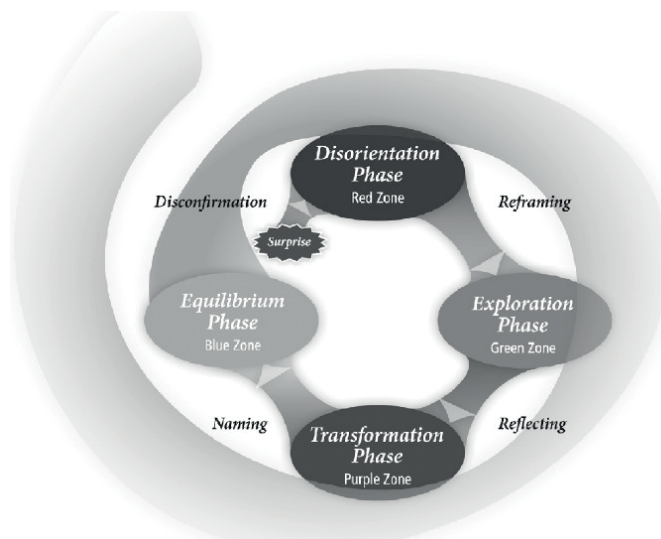 Disorientation
Phase
Red Zone
Disconfirmation
Reframing
Surprise
Equilibrium
Phase
Blue Zone
Exploration
Phase
Green Zone
Naming
Reflecting
Transformation
Phase
Purple Zone